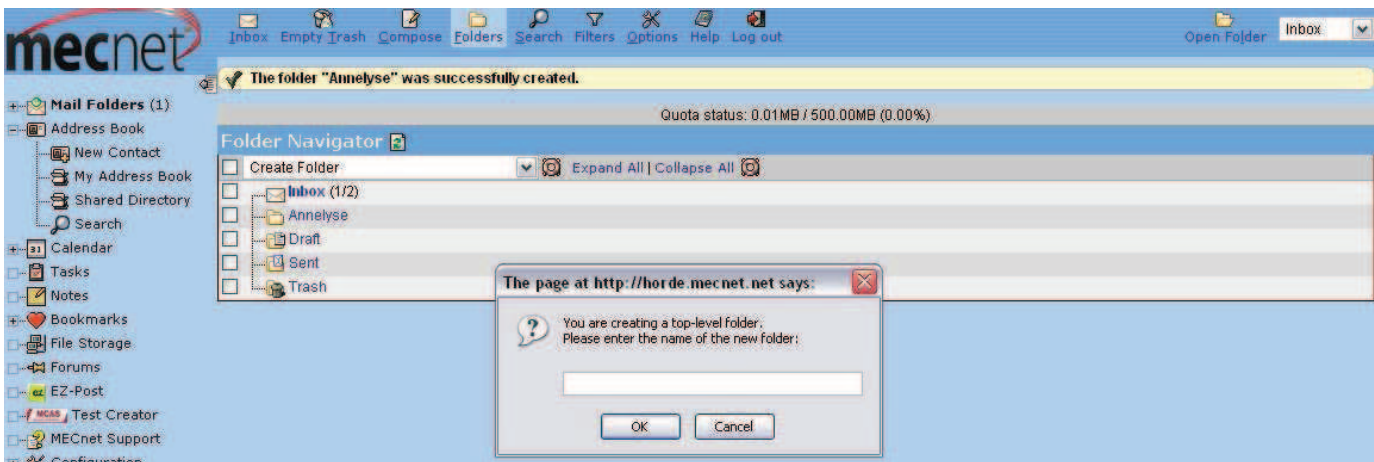 mecnet
Inbox Empty Trash Compose Folders Search Filters Options Help Log out
Open Folder Inbox
The folder "Annelyse" was successfully created.
Quota status: 0.01MB / 500.00MB (0.00%)
Folder Navigator
Create Folder Expand All | Collapse All
Inbox (1/2)
Annelyse
Draft
Sent
Trash
Mail Folders (1)
Address Book
New Contact
My Address Book
Shared Directory
Search
31 Calendar
Tasks
Notes
Bookmarks
File Storage
Forums
ez EZ-Post
MCAS Test Creator
MECnet Support
Configuration
The page at http://horde.mecnet.net says:
You are creating a top-level folder.
Please enter the name of the new folder:
OK Cancel